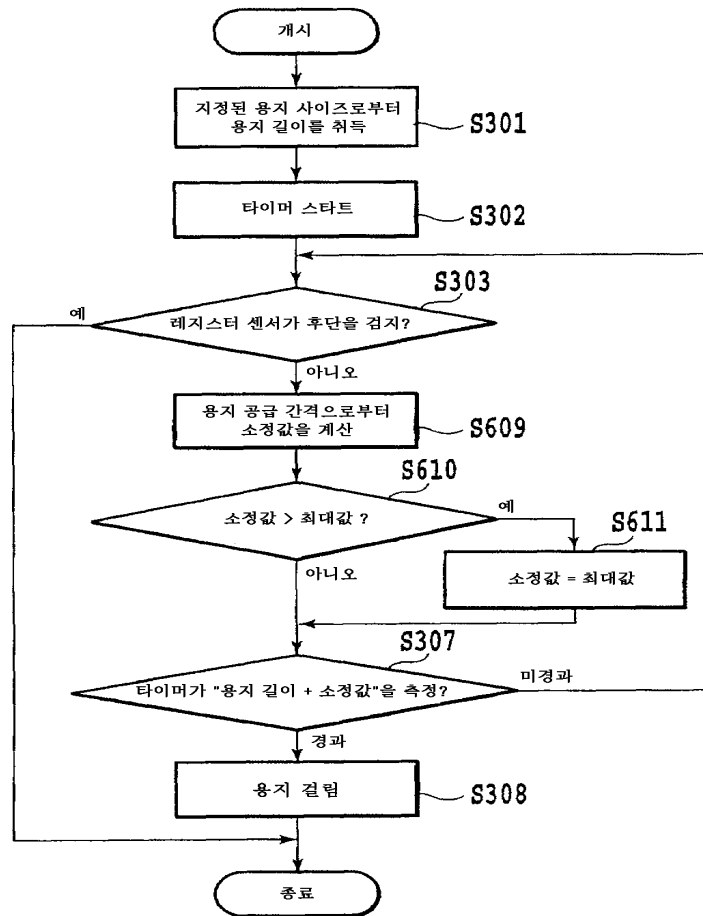 개시
지정된 용지 사이즈로부터
용지 길이를 취득
S301
타이머 스타트
S302
S303
예
레지스터 센서가 후단을 검지?
아니오
용지 공급 간격으로부터
소정값을 계산
S609
S610
소정값 > 최대값 ?
예
S611
소정값 = 최대값
아니오
S307
타이머가 "용지 길이 + 소정값"을 측정?
미경과
경과
용지 걸림
S308
종료